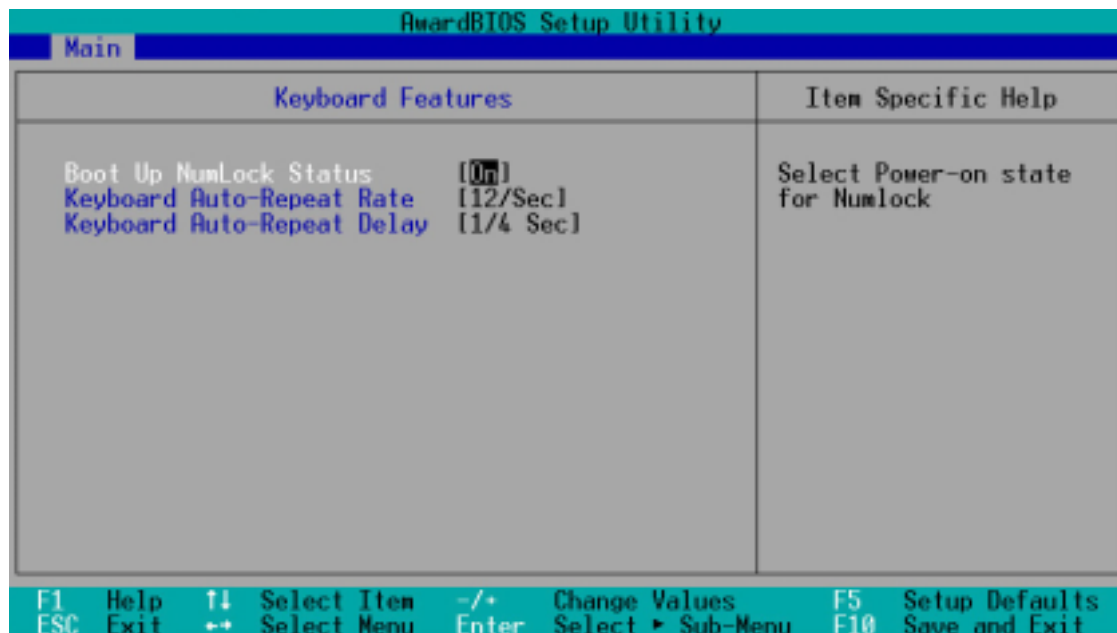 AwardBIOS Setup Utility
Main
Keyboard Features
Item Specific Help
Boot Up NumLock Status [On]
Keyboard Auto-Repeat Rate [12/Sec]
Keyboard Auto-Repeat Delay [1/4 Sec]
Select Power-on state
for Numlock
F1 Help ↑↓ Select Item -/+ Change Values F5 Setup Defaults
ESC Exit ←→ Select Menu Enter Select ► Sub-Menu F10 Save and Exit